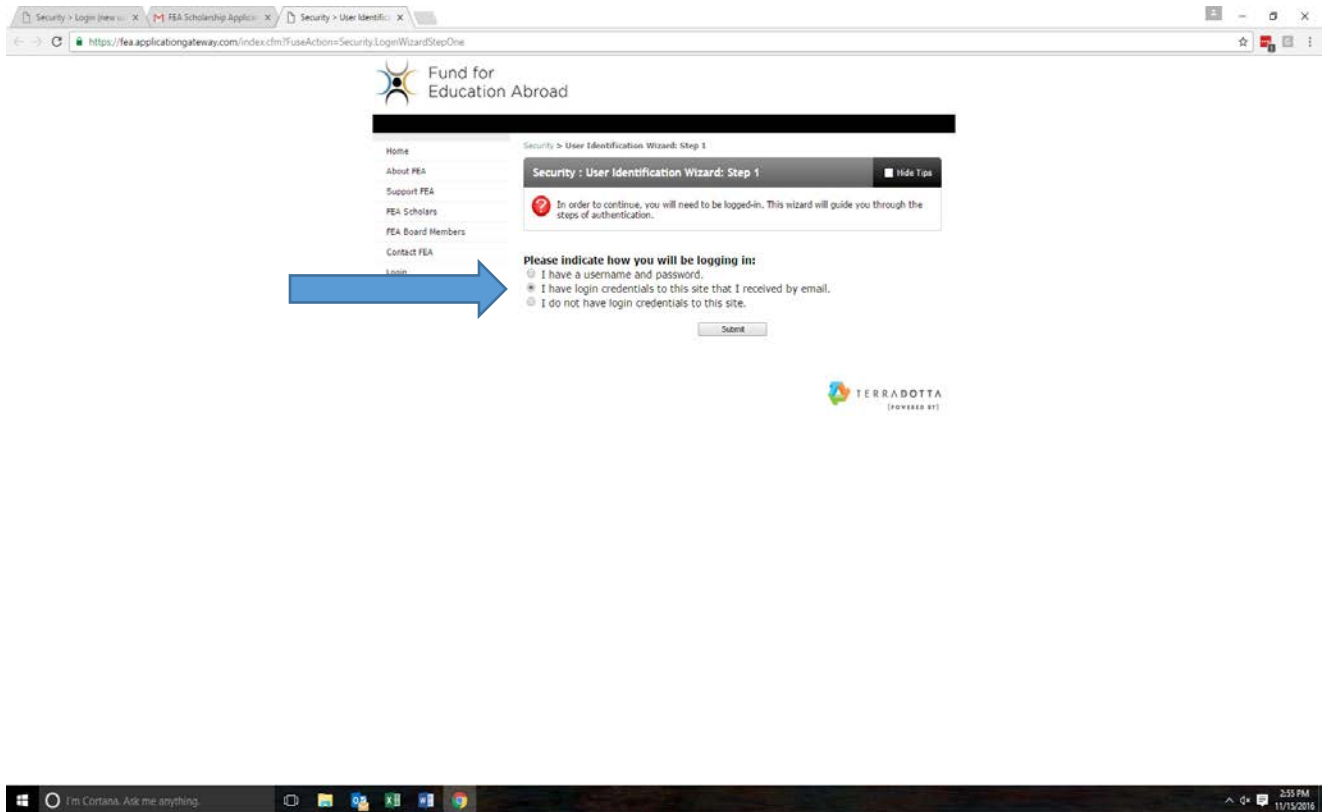 Security > Login (new u
FEA Scholarship Applic
Security > User Identific
https://fea.applicationgateway.com/index.cfm?FuseAction=Security.LoginWizardStepOne
Fund for
Education Abroad
Home
About FEA
Support FEA
FEA Scholars
FEA Board Members
Contact FEA
Login
Security > User Identification Wizard: Step 1
Security : User Identification Wizard: Step 1
Hide Tips
In order to continue, you will need to be logged-in. This wizard will guide you through the
steps of authentication.
Please indicate how you will be logging in:
I have a username and password.
I have login credentials to this site that I received by email.
I do not have login credentials to this site.
Submit
TERRADOTTA
[POWERED BY]
I'm Cortana. Ask me anything.
2:55 PM
11/15/2016